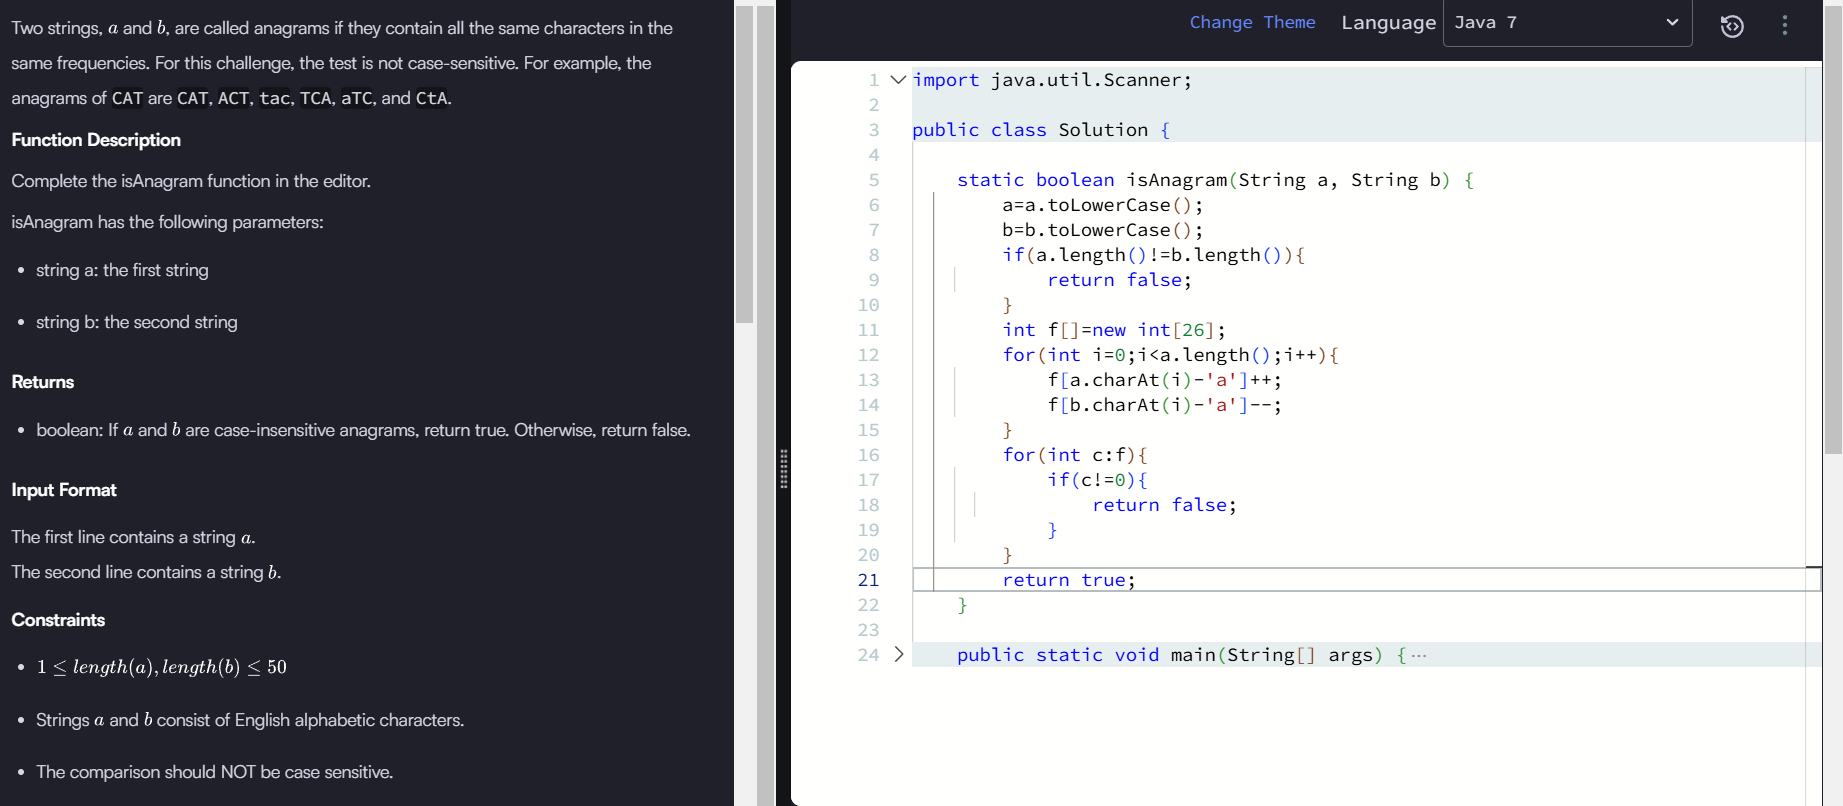 Two strings, a and b, are called anagrams if they contain all the same characters in the
same frequencies. For this challenge, the test is not case-sensitive. For example, the
anagrams of CAT are CAT, ACT, tac, TCA, aTC, and CtA.
Function Description
Complete the isAnagram function in the editor.
isAnagram has the following parameters:
• string a: the first string
• string b: the second string
Returns
• boolean: If a and b are case-insensitive anagrams, return true. Otherwise, return false.
Input Format
The first line contains a string a.
The second line contains a string b.
Constraints
• 1 ≤ length(a), length(b) ≤ 50
• Strings a and b consist of English alphabetic characters.
• The comparison should NOT be case sensitive.
Change Theme Language Java 7
1 import java.util.Scanner;
2
3 public class Solution {
4
5     static boolean isAnagram(String a, String b) {
6         a=a.toLowerCase();
7         b=b.toLowerCase();
8         if(a.length()!=b.length()){
9             return false;
10         }
11         int f[]=new int[26];
12         for(int i=0;i<a.length();i++){
13             f[a.charAt(i)-'a']++;
14             f[b.charAt(i)-'a']--;
15         }
16         for(int c:f){
17             if(c!=0){
18                 return false;
19             }
20         }
21         return true;
22     }
23
24     public static void main(String[] args) {⋯